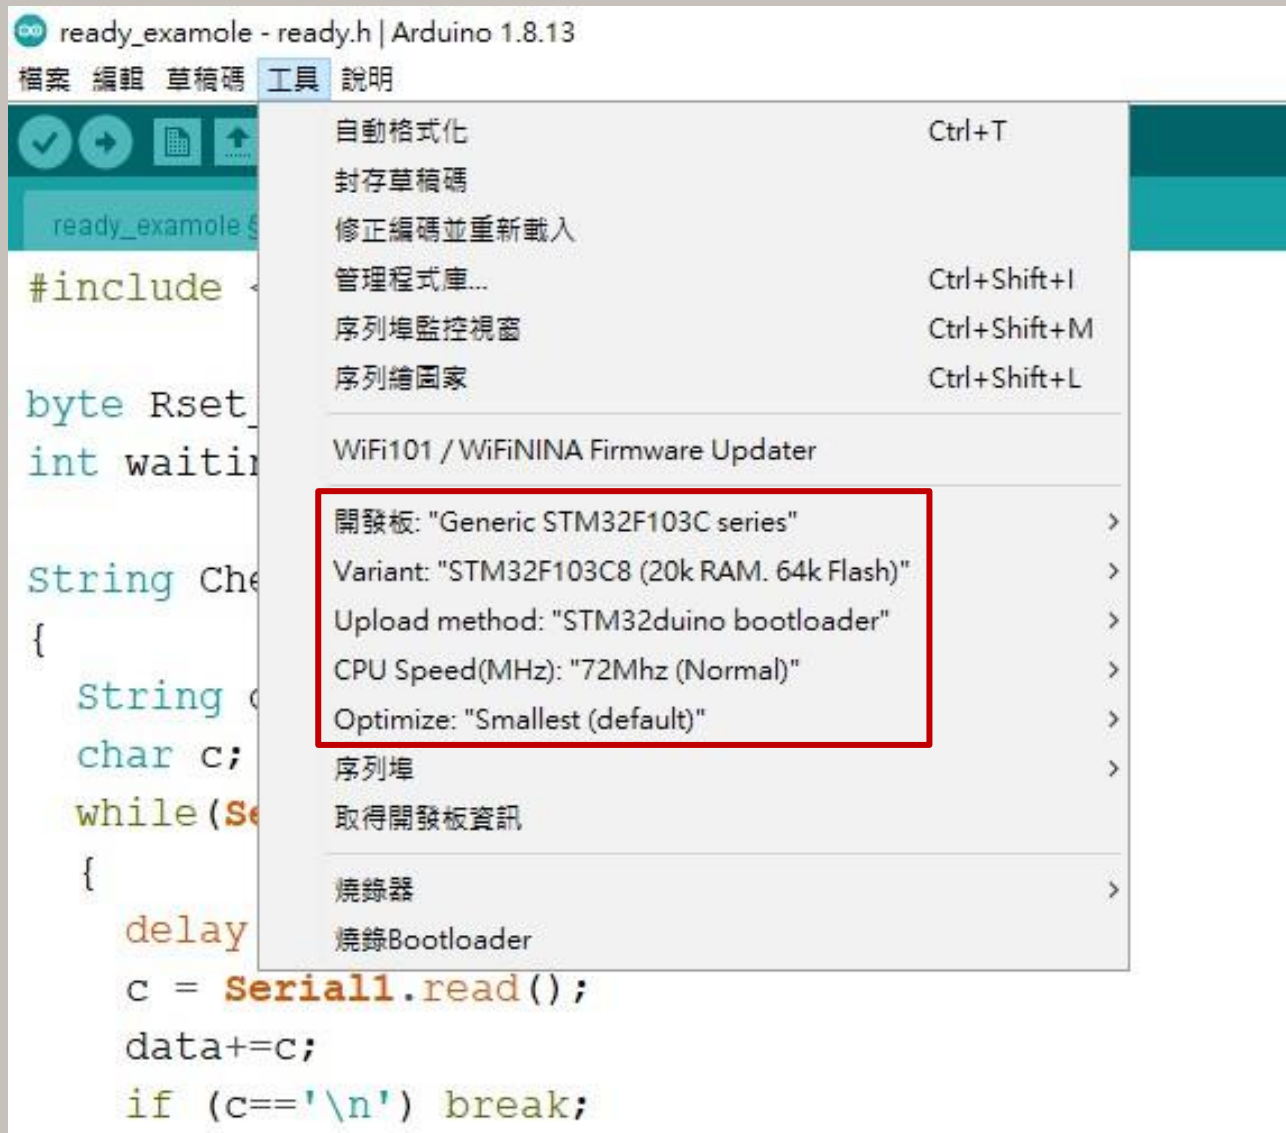 ready_examole - ready.h | Arduino 1.8.13
檔案 編輯 草稿碼 工具 說明
自動格式化 Ctrl+T
封存草稿碼
ready_examole §
修正編碼並重新載入
#include <
管理程式庫... Ctrl+Shift+I
序列埠監控視窗 Ctrl+Shift+M
序列繪圖家 Ctrl+Shift+L
byte Rset_
WiFi101 / WiFiNINA Firmware Updater
int waitin
開發板: "Generic STM32F103C series"
Variant: "STM32F103C8 (20k RAM. 64k Flash)"
String Che
Upload method: "STM32duino bootloader"
{
CPU Speed(MHz): "72Mhz (Normal)"
String
Optimize: "Smallest (default)"
char c;
序列埠
while(Se
取得開發板資訊
{
燒錄器
delay
燒錄Bootloader
c = Serial1.read();
data+=c;
if (c=='\n') break;